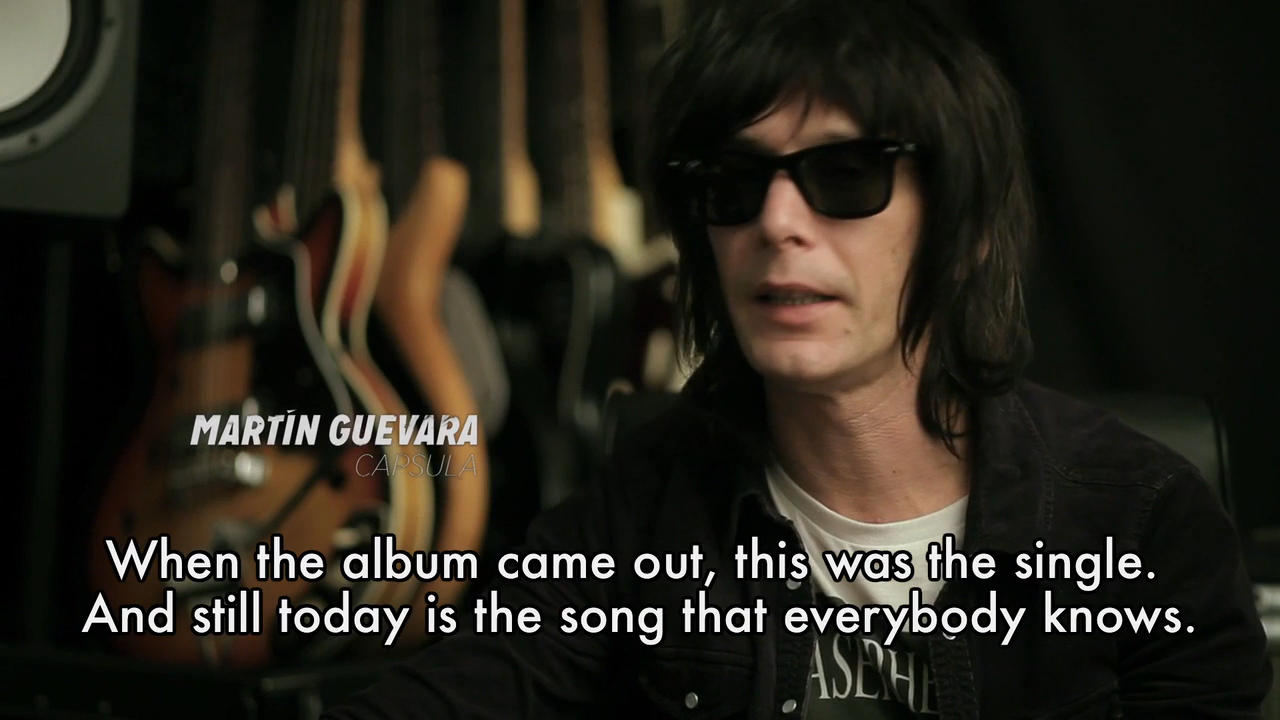 MARTÍN GUEVARA
CAPSULA
When the album came out, this was the single.
And still today is the song that everybody knows.